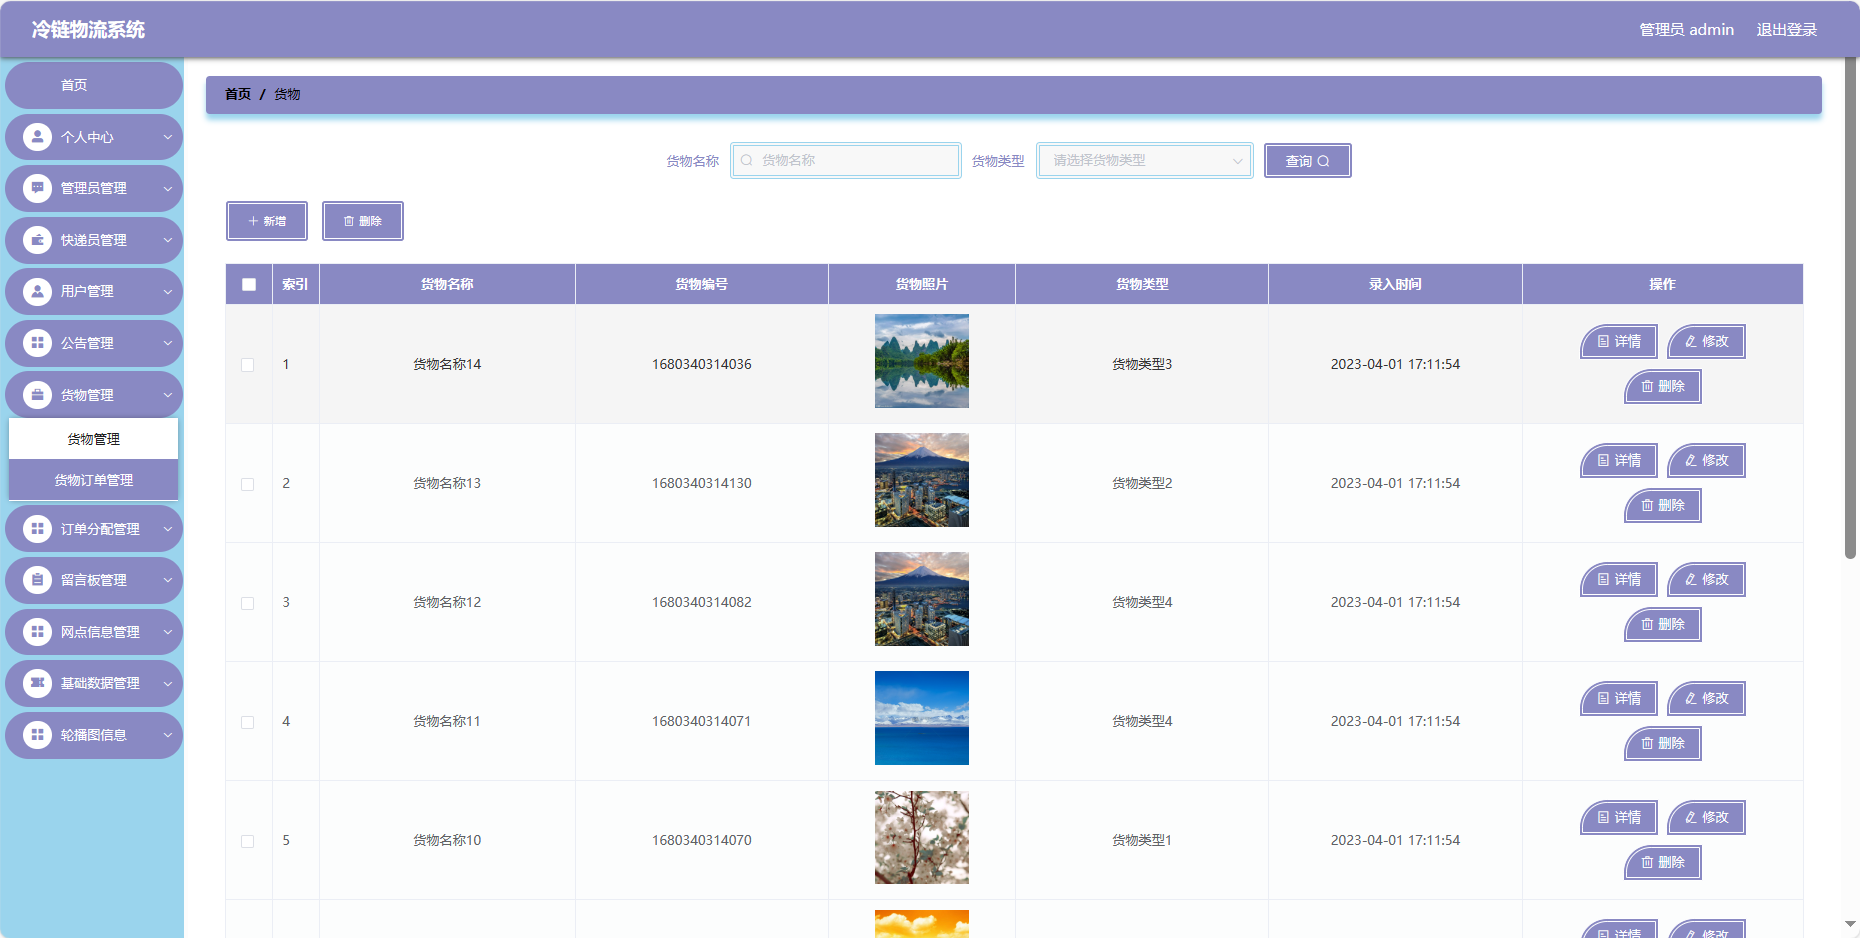 冷链物流系统
管理员 admin 退出登录
首页
个人中心
管理员管理
快递员管理
用户管理
公告管理
货物管理
货物管理
货物订单管理
订单分配管理
留言板管理
网点信息管理
基础数据管理
轮播图信息
首页 / 货物
货物名称 货物名称 货物类型 请选择货物类型 查询
新增 删除
索引 货物名称 货物编号 货物照片 货物类型 录入时间 操作
1 货物名称14 1680340314036 货物类型3 2023-04-01 17:11:54 详情 修改
删除
2 货物名称13 1680340314130 货物类型2 2023-04-01 17:11:54 详情 修改
删除
3 货物名称12 1680340314082 货物类型4 2023-04-01 17:11:54 详情 修改
删除
4 货物名称11 1680340314071 货物类型4 2023-04-01 17:11:54 详情 修改
删除
5 货物名称10 1680340314070 货物类型1 2023-04-01 17:11:54 详情 修改
删除
详情 修改